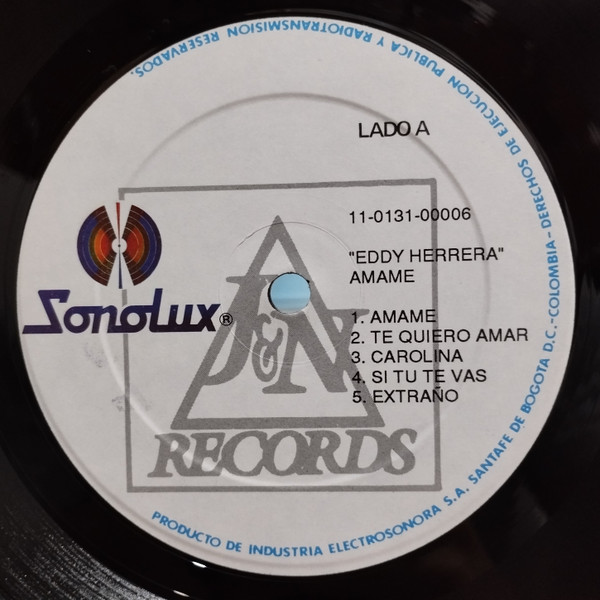 LADO A
11-0131-00006
"EDDY HERRERA"
AMAME
1. AMAME
2. TE QUIERO AMAR
3. CAROLINA
4. SI TU TE VAS
5. EXTRAÑO
Sonolux®
J&N
RECORDS
PRODUCTO DE INDUSTRIA ELECTROSONORA S.A. SANTAFE DE BOGOTA D.C.-COLOMBIA-DERECHOS DE EJECUCION PUBLICA Y RADIOTRANSMISION RESERVADOS.